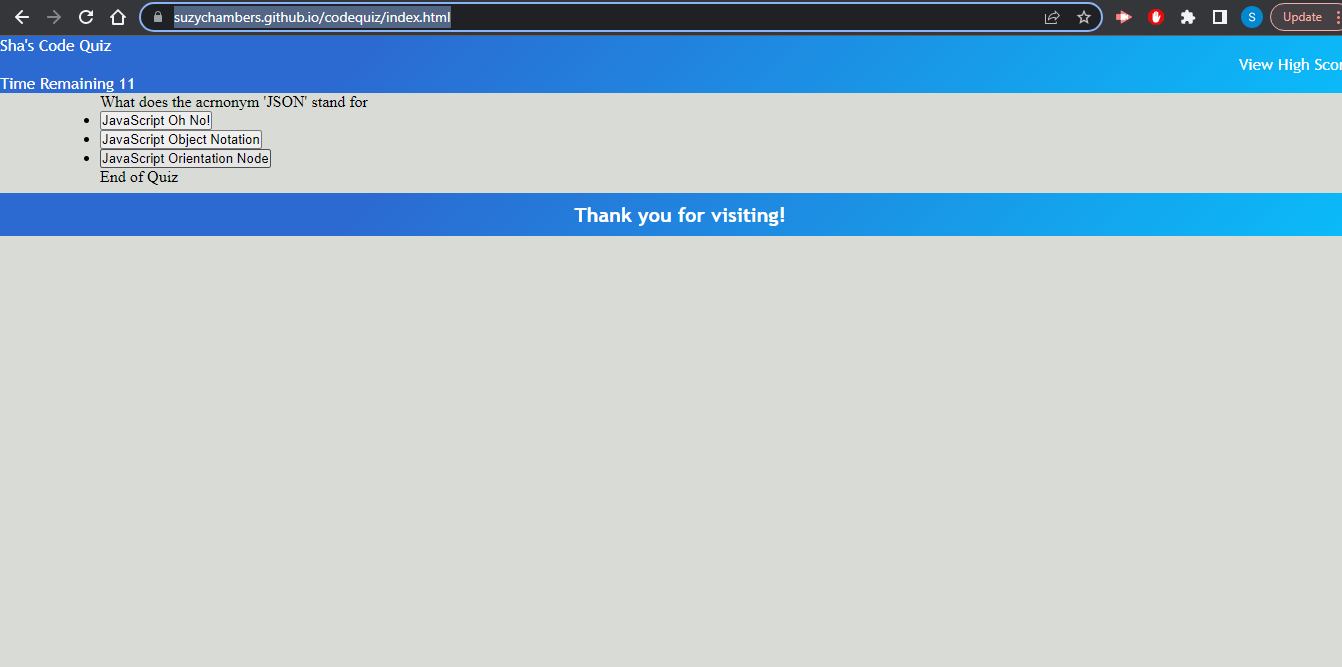 suzychambers.github.io/codequiz/index.html
S
Update
Sha's Code Quiz
View High Scor
Time Remaining 11
What does the acrnonym 'JSON' stand for
JavaScript Oh No!
JavaScript Object Notation
JavaScript Orientation Node
End of Quiz
Thank you for visiting!